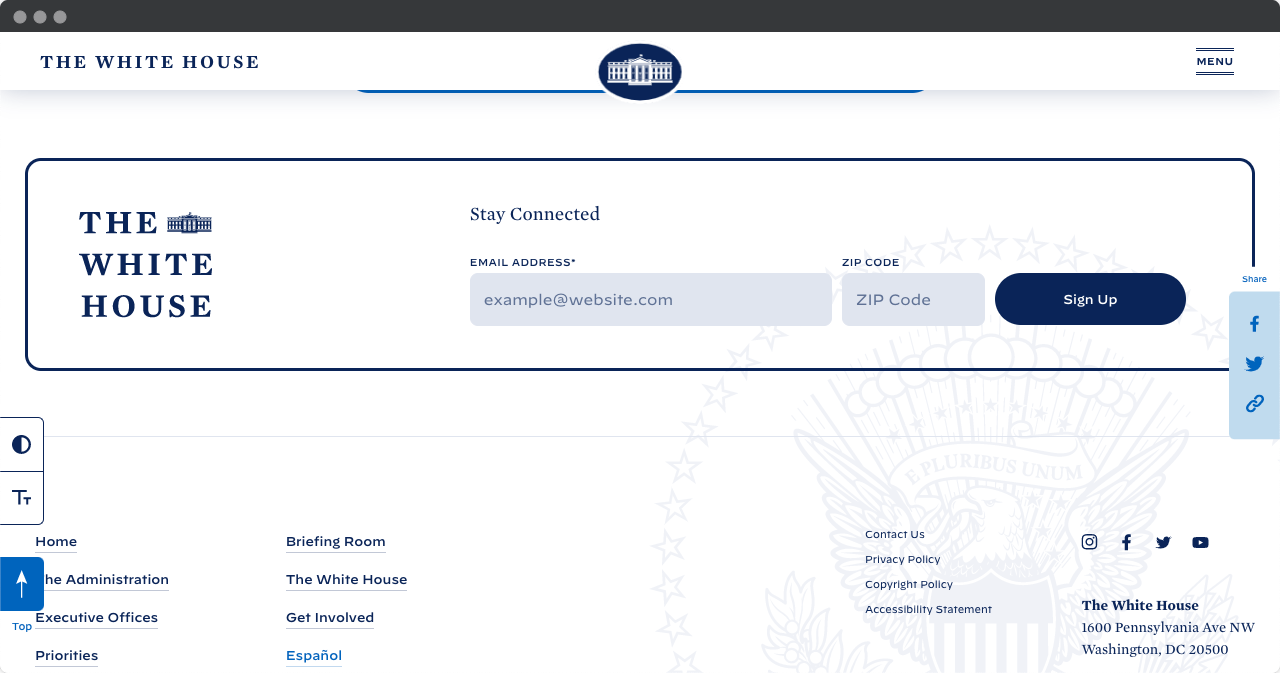 THE WHITE HOUSE
MENU
THE
WHITE
HOUSE
Stay Connected
EMAIL ADDRESS*
ZIP CODE
example@website.com
ZIP Code
Sign Up
Share
E PLURIBUS UNUM
Tт
Top
Home
The Administration
Executive Offices
Priorities
Briefing Room
The White House
Get Involved
Español
Contact Us
Privacy Policy
Copyright Policy
Accessibility Statement
The White House
1600 Pennsylvania Ave NW
Washington, DC 20500